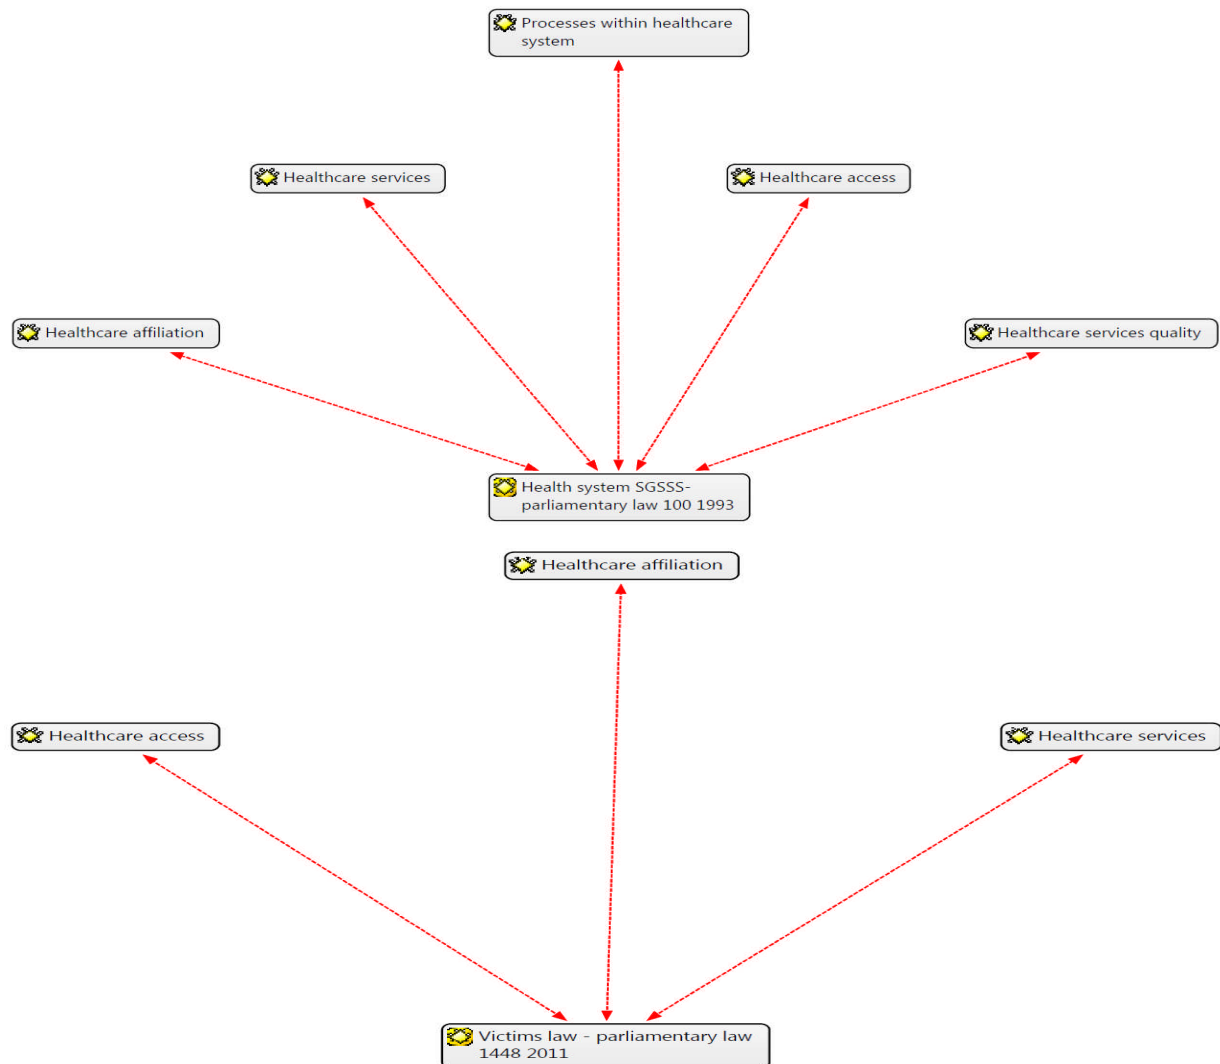 Processes within healthcare
system
Healthcare services
Healthcare access
Healthcare affiliation
Healthcare services quality
Health system SGSSS-
parliamentary law 100 1993
Healthcare affiliation
Healthcare access
Healthcare services
Victims law - parliamentary law
1448 2011